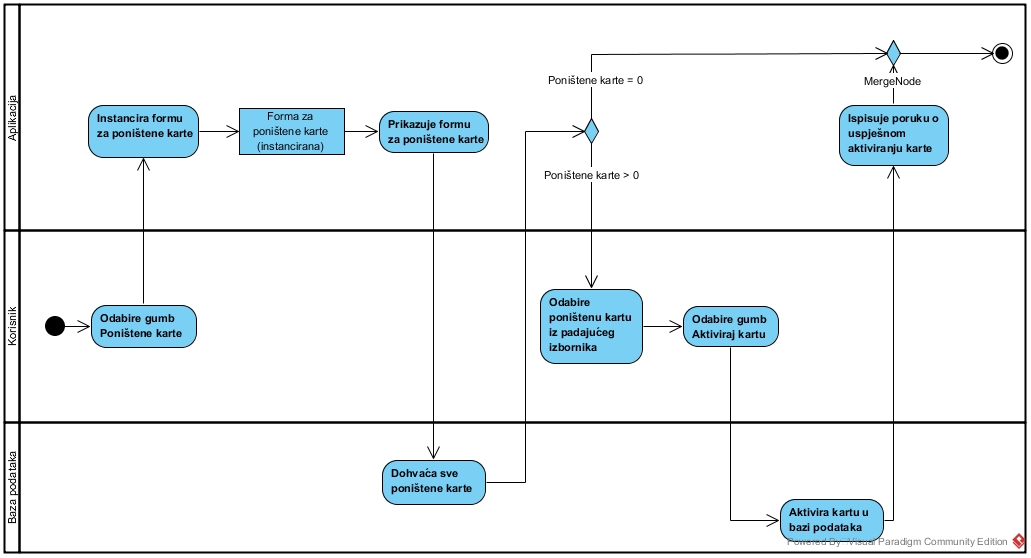 Aplikacija
Instancira formu
za poništene karte
Forma za
poništene karte
(instancirana)
Prikazuje formu
za poništene karte
Poništene karte = 0
Poništene karte > 0
MergeNode
Ispisuje poruku o
uspješnom
aktiviranju karte
Korisnik
Odabire gumb
Poništene karte
Odabire
poništenu kartu
iz padajućeg
izbornika
Odabire gumb
Aktiviraj kartu
Baza podataka
Dohvaća sve
poništene karte
Aktivira kartu u
bazi podataka
Powered By Visual Paradigm Community Edition